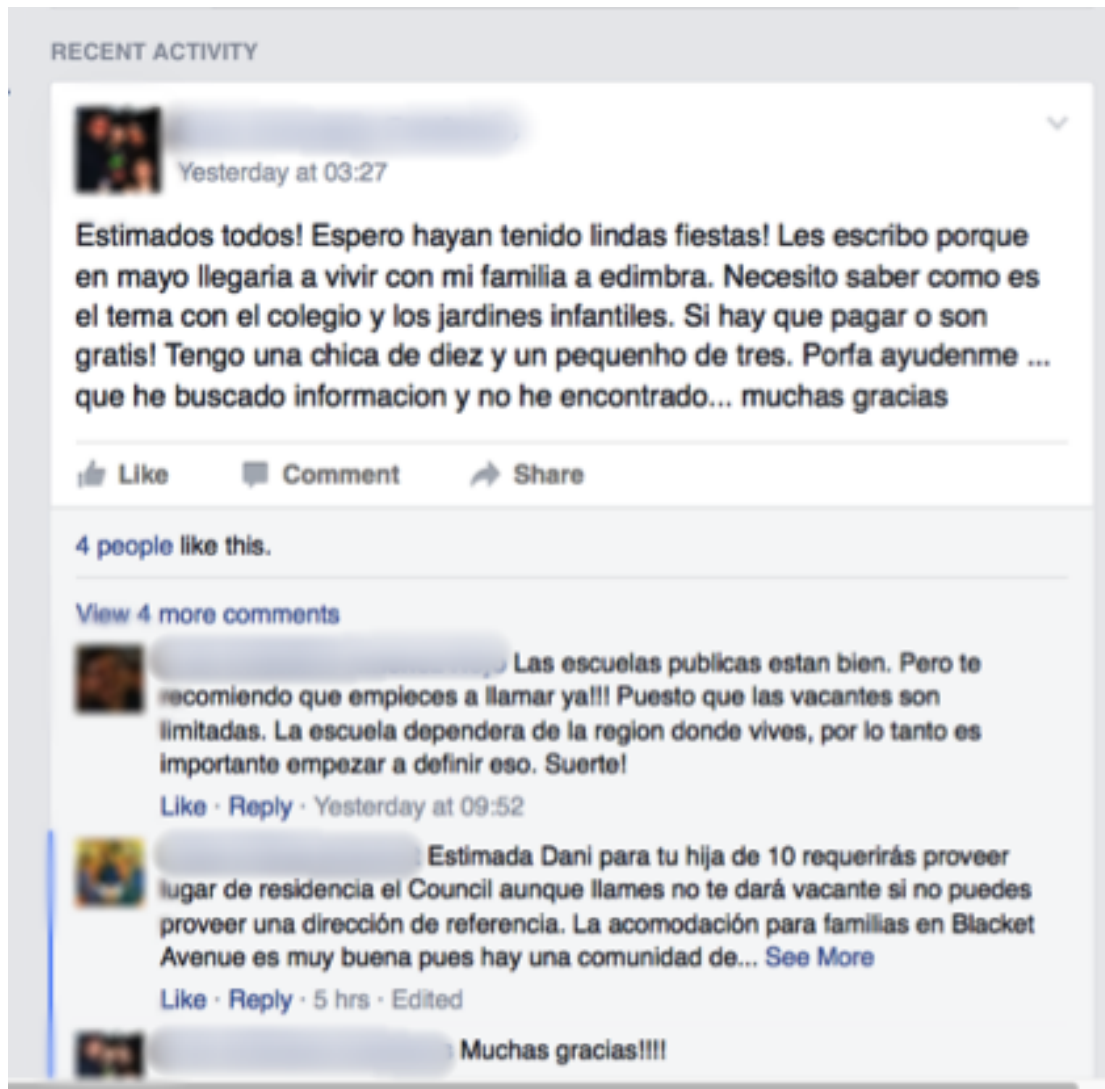 RECENT ACTIVITY
Yesterday at 03:27
Estimados todos! Espero hayan tenido lindas fiestas! Les escribo porque
en mayo llegaria a vivir con mi familia a edimbra. Necesito saber como es
el tema con el colegio y los jardines infantiles. Si hay que pagar o son
gratis! Tengo una chica de diez y un pequenho de tres. Porfa ayudenme ...
que he buscado informacion y no he encontrado... muchas gracias
Like Comment Share
4 people like this.
View 4 more comments
Las escuelas publicas estan bien. Pero te
recomiendo que empieces a llamar ya!!! Puesto que las vacantes son
limitadas. La escuela dependera de la region donde vives, por lo tanto es
importante empezar a definir eso. Suerte!
Like · Reply · Yesterday at 09:52
Estimada Dani para tu hija de 10 requerirás proveer
lugar de residencia el Council aunque llames no te dará vacante si no puedes
proveer una dirección de referencia. La acomodación para familias en Blacket
Avenue es muy buena pues hay una comunidad de... See More
Like · Reply · 5 hrs · Edited
Muchas gracias!!!!